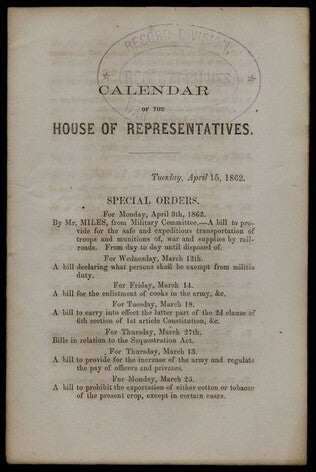 RECORD DIVISION
CALENDAR
OF THE
HOUSE OF REPRESENTATIVES.
Tuesday, April 15, 1862.
SPECIAL ORDERS.
For Monday, April 9th, 1862.
By Mr. MILES, from Military Committee.—A bill to pro-
vide for the safe and expeditious transportation of
troops and munitions of, war and supplies by rail-
roads. From day to day until disposed of.
For Wednesday, March 12th.
A bill declaring what persons shall be exempt from militia
duty.
For Friday, March 14.
A bill for the enlistment of cooks in the army, &c.
For Tuesday, March 18.
A bill to carry into effect the latter part of the 2d clause of
6th section of 1st article Constitution, &c.
For Thursday, March 27th.
Bills in relation to the Sequestration Act.
For Thursday, March 13.
A bill to provide for the increase of the army and regulate
the pay of officers and privates.
For Monday, March 25.
A bill to prohibit the exportation of either cotton or tobacco
of the present crop, except in certain cases.